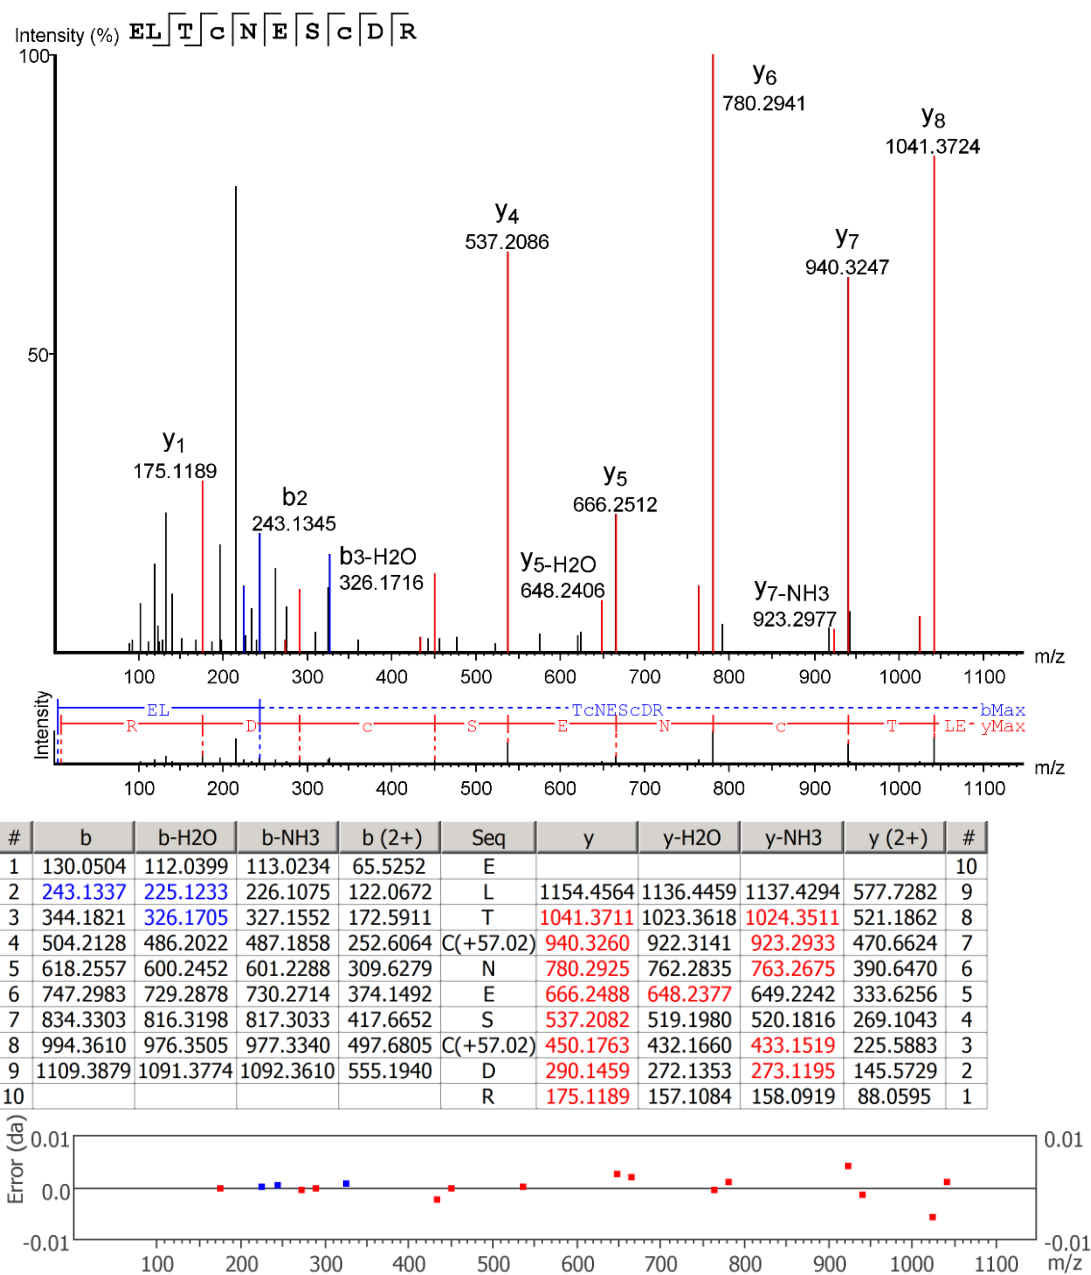 Intensity (%) ELTcNEScDR
100
y6
780.2941
y8
1041.3724
y4
537.2086
y7
940.3247
50
y1
175.1189
b2
243.1345
y5
666.2512
b3-H2O
326.1716
y5-H2O
648.2406
y7-NH3
923.2977
m/z
100 200 300 400 500 600 700 800 900 1000 1100
Intensity
EL TcNEScDR bMax
R D c S E N c T LE yMax
m/z
100 200 300 400 500 600 700 800 900 1000 1100
# b b-H2O b-NH3 b (2+) Seq y y-H2O y-NH3 y (2+) #
1 130.0504 112.0399 113.0234 65.5252 E 10
2 243.1337 225.1233 226.1075 122.0672 L 1154.4564 1136.4459 1137.4294 577.7282 9
3 344.1821 326.1705 327.1552 172.5911 T 1041.3711 1023.3618 1024.3511 521.1862 8
4 504.2128 486.2022 487.1858 252.6064 C(+57.02) 940.3260 922.3141 923.2933 470.6624 7
5 618.2557 600.2452 601.2288 309.6279 N 780.2925 762.2835 763.2675 390.6470 6
6 747.2983 729.2878 730.2714 374.1492 E 666.2488 648.2377 649.2242 333.6256 5
7 834.3303 816.3198 817.3033 417.6652 S 537.2082 519.1980 520.1816 269.1043 4
8 994.3610 976.3505 977.3340 497.6805 C(+57.02) 450.1763 432.1660 433.1519 225.5883 3
9 1109.3879 1091.3774 1092.3610 555.1940 D 290.1459 272.1353 273.1195 145.5729 2
10 R 175.1189 157.1084 158.0919 88.0595 1
Error (da)
0.01 0.01
0.0 0.0
-0.01 -0.01
100 200 300 400 500 600 700 800 900 1000 1100 m/z